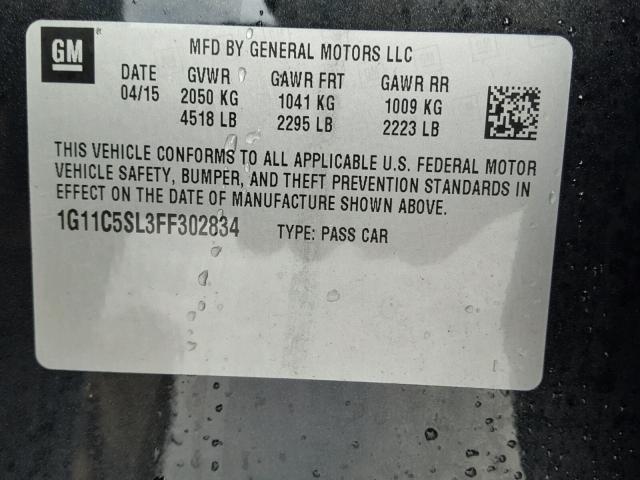 GM
MFD BY GENERAL MOTORS LLC
DATE GVWR GAWR FRT GAWR RR
04/15 2050 KG 1041 KG 1009 KG
4518 LB 2295 LB 2223 LB
THIS VEHICLE CONFORMS TO ALL APPLICABLE U.S. FEDERAL MOTOR
VEHICLE SAFETY, BUMPER, AND THEFT PREVENTION STANDARDS IN
EFFECT ON THE DATE OF MANUFACTURE SHOWN ABOVE.
1G11C5SL3FF302834 TYPE: PASS CAR